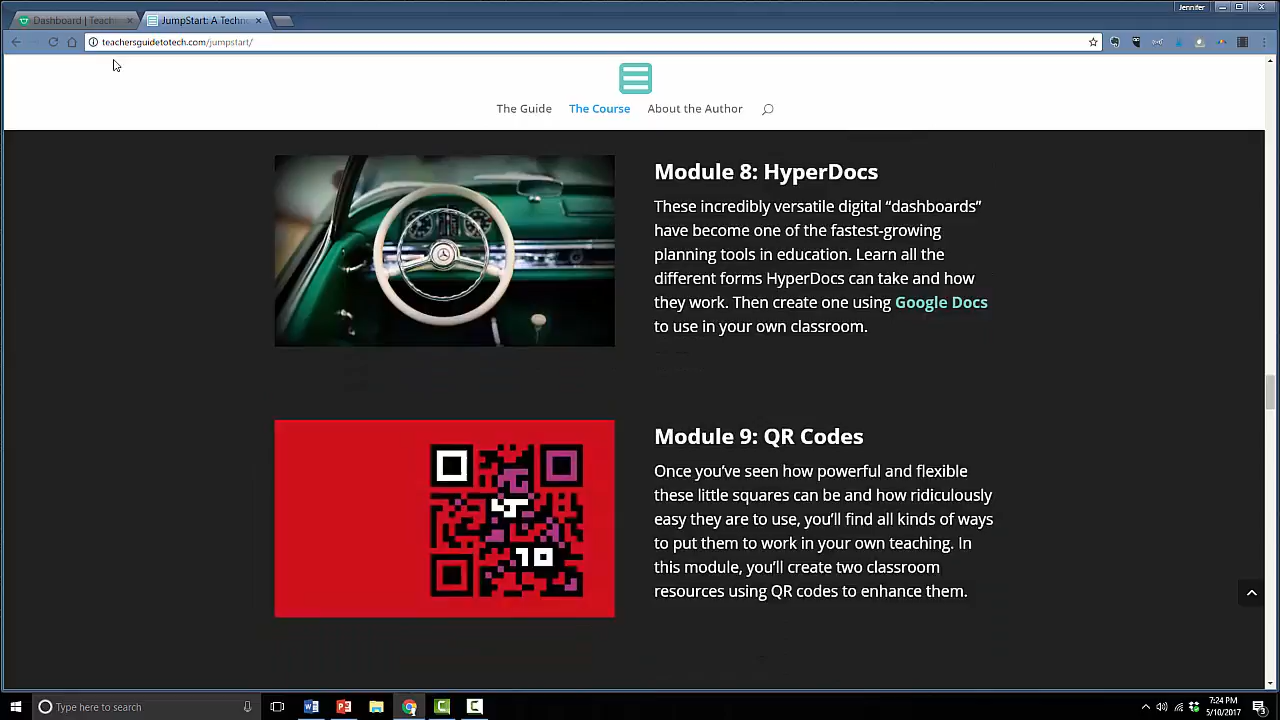 Jennifer
Dashboard | Teach
JumpStart: A Techn
teachersguidetotech.com/jumpstart/
The Guide
The Course
About the Author
Module 8: HyperDocs
These incredibly versatile digital “dashboards”
have become one of the fastest-growing
planning tools in education. Learn all the
different forms HyperDocs can take and how
they work. Then create one using Google Docs
to use in your own classroom.
Module 9: QR Codes
Once you’ve seen how powerful and flexible
these little squares can be and how ridiculously
easy they are to use, you’ll find all kinds of ways
to put them to work in your own teaching. In
this module, you’ll create two classroom
resources using QR codes to enhance them.
Type here to search
7:24 PM
5/10/2017